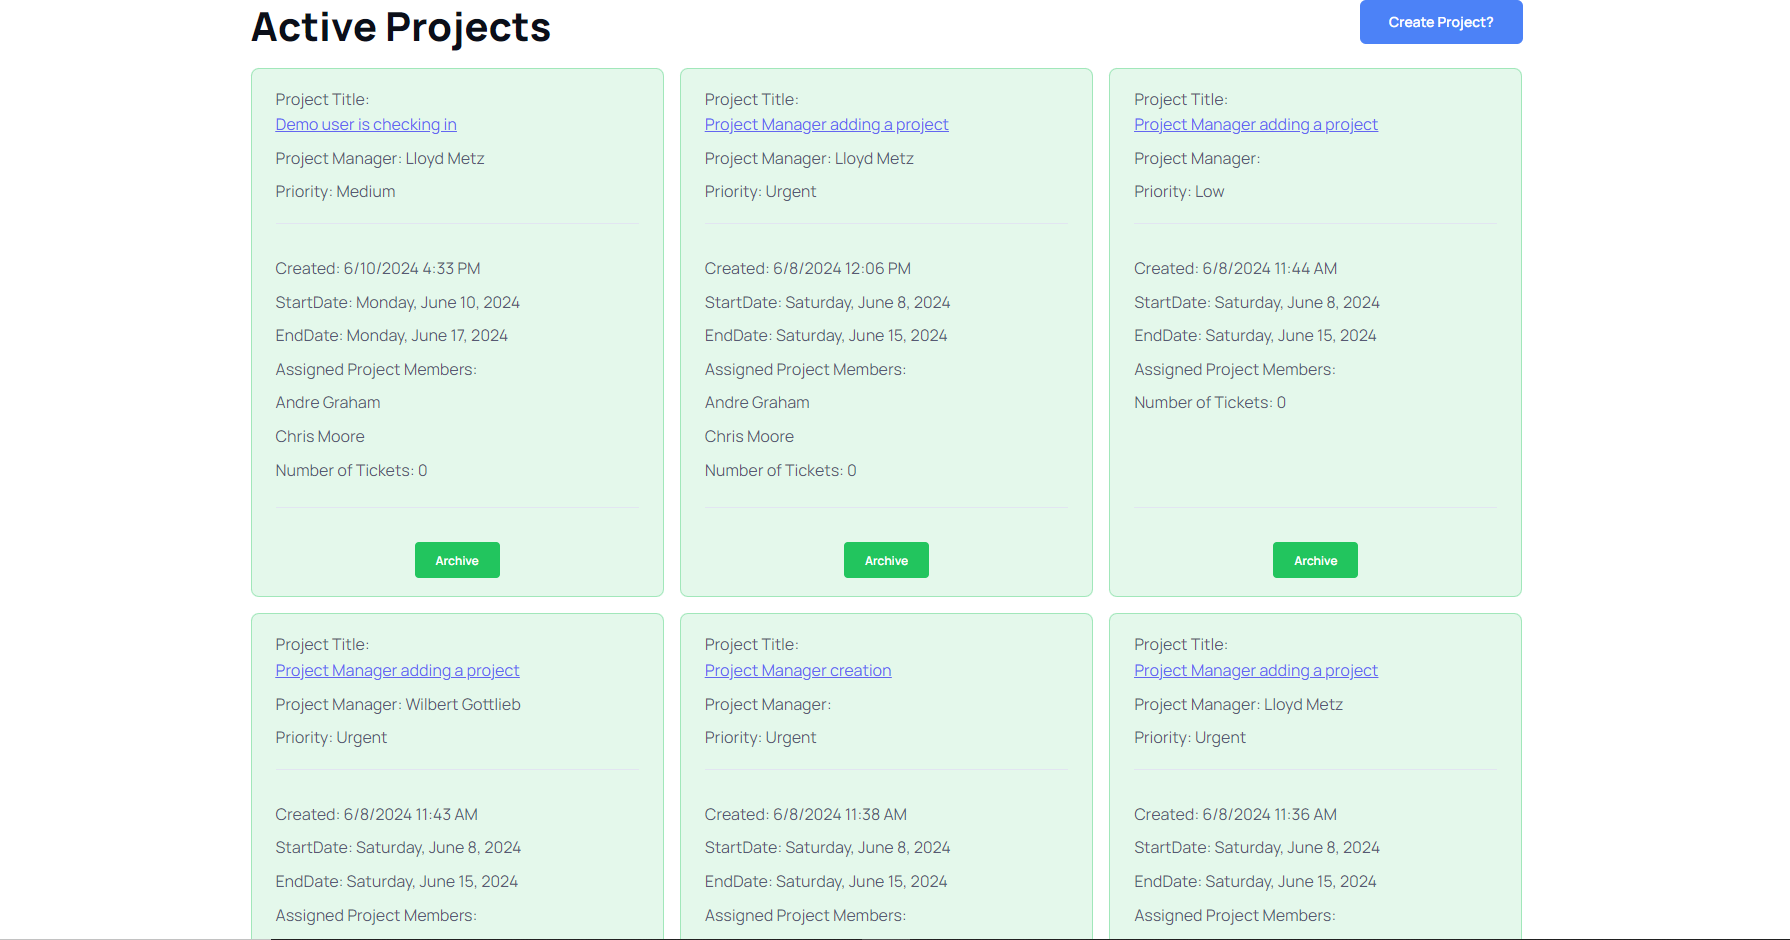 Active Projects
Create Project?
Project Title:
Demo user is checking in
Project Manager: Lloyd Metz
Priority: Medium
Created: 6/10/2024 4:33 PM
StartDate: Monday, June 10, 2024
EndDate: Monday, June 17, 2024
Assigned Project Members:
Andre Graham
Chris Moore
Number of Tickets: 0
Archive
Project Title:
Project Manager adding a project
Project Manager: Lloyd Metz
Priority: Urgent
Created: 6/8/2024 12:06 PM
StartDate: Saturday, June 8, 2024
EndDate: Saturday, June 15, 2024
Assigned Project Members:
Andre Graham
Chris Moore
Number of Tickets: 0
Archive
Project Title:
Project Manager adding a project
Project Manager:
Priority: Low
Created: 6/8/2024 11:44 AM
StartDate: Saturday, June 8, 2024
EndDate: Saturday, June 15, 2024
Assigned Project Members:
Number of Tickets: 0
Archive
Project Title:
Project Manager adding a project
Project Manager: Wilbert Gottlieb
Priority: Urgent
Created: 6/8/2024 11:43 AM
StartDate: Saturday, June 8, 2024
EndDate: Saturday, June 15, 2024
Assigned Project Members:
Project Title:
Project Manager creation
Project Manager:
Priority: Urgent
Created: 6/8/2024 11:38 AM
StartDate: Saturday, June 8, 2024
EndDate: Saturday, June 15, 2024
Assigned Project Members:
Project Title:
Project Manager adding a project
Project Manager: Lloyd Metz
Priority: Urgent
Created: 6/8/2024 11:36 AM
StartDate: Saturday, June 8, 2024
EndDate: Saturday, June 15, 2024
Assigned Project Members: